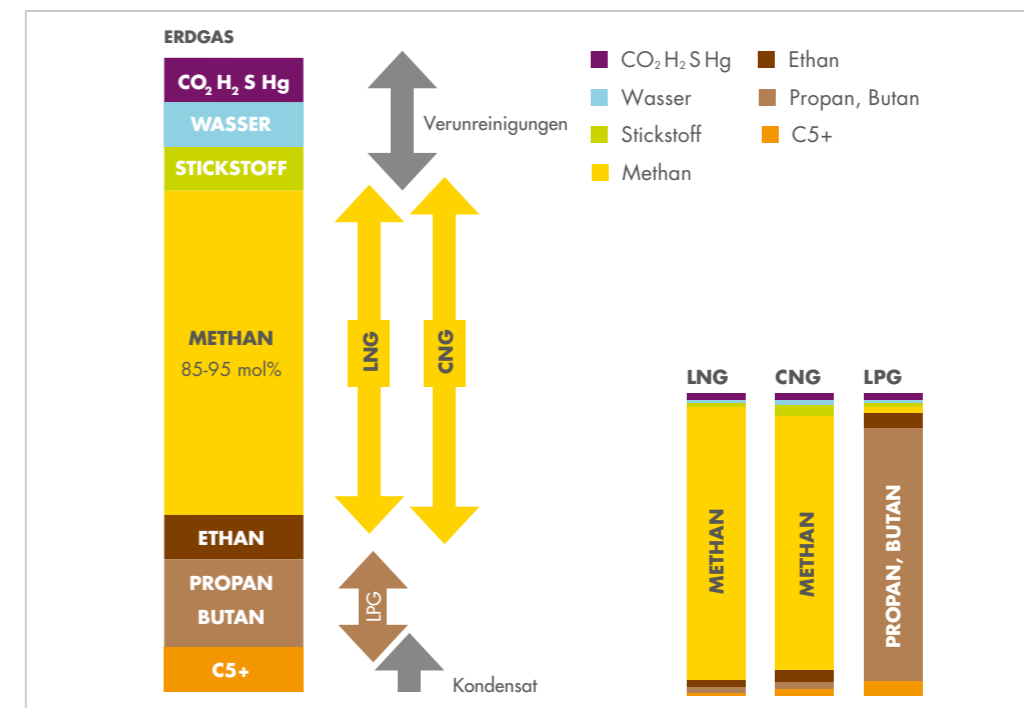 ERDGAS
CO₂ H₂ S Hg
WASSER
STICKSTOFF
METHAN
85-95 mol%
ETHAN
PROPAN
BUTAN
C5+
Verunreinigungen
LNG
CNG
LPG
Kondensat
CO₂ H₂ S Hg
Wasser
Stickstoff
Methan
Ethan
Propan, Butan
C5+
LNG
CNG
LPG
METHAN
METHAN
PROPAN, BUTAN